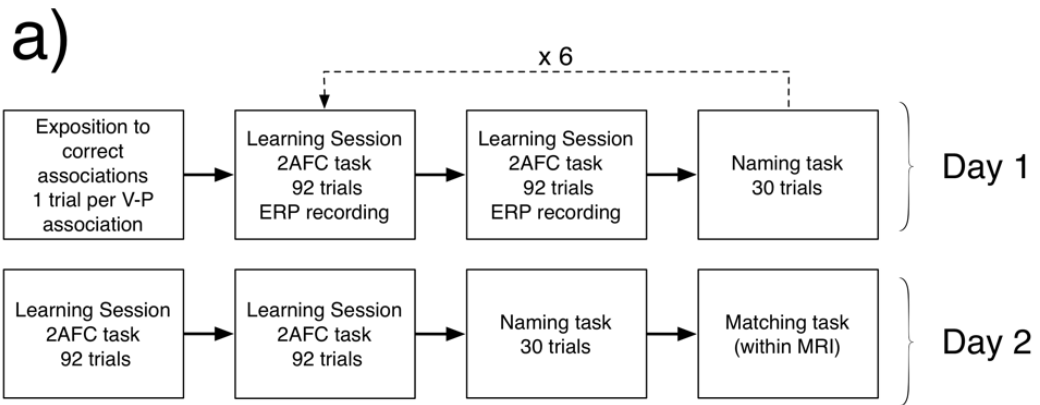 a)
x 6
Exposition to
correct
associations
1 trial per V-P
association
Learning Session
2AFC task
92 trials
ERP recording
Learning Session
2AFC task
92 trials
ERP recording
Naming task
30 trials
Day 1
Learning Session
2AFC task
92 trials
Learning Session
2AFC task
92 trials
Naming task
30 trials
Matching task
(within MRI)
Day 2